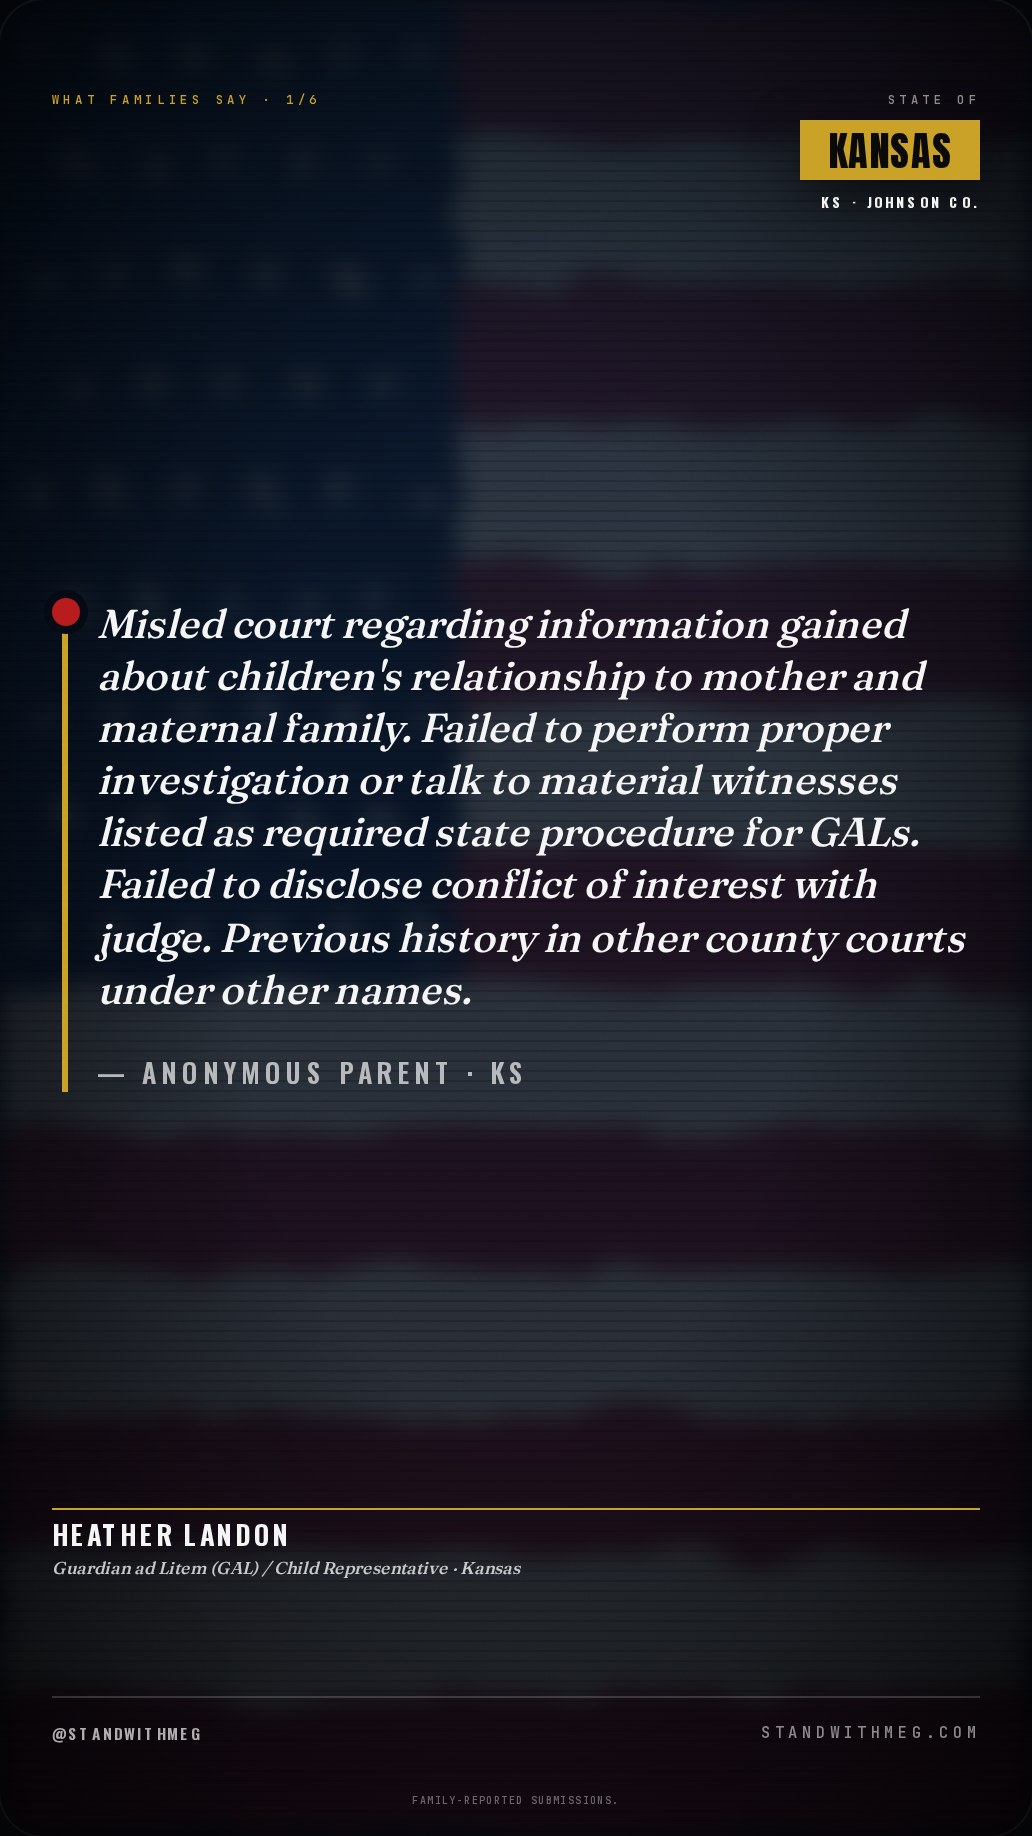 WHAT FAMILIES SAY · 1/6
STATE OF
KANSAS
KS · JOHNSON CO.
Misled court regarding information gained
about children's relationship to mother and
maternal family. Failed to perform proper
investigation or talk to material witnesses
listed as required state procedure for GALs.
Failed to disclose conflict of interest with
judge. Previous history in other county courts
under other names.
— ANONYMOUS PARENT · KS
HEATHER LANDON
Guardian ad Litem (GAL) / Child Representative · Kansas
@STANDWITHMEG
STANDWITHMEG.COM
FAMILY-REPORTED SUBMISSIONS.